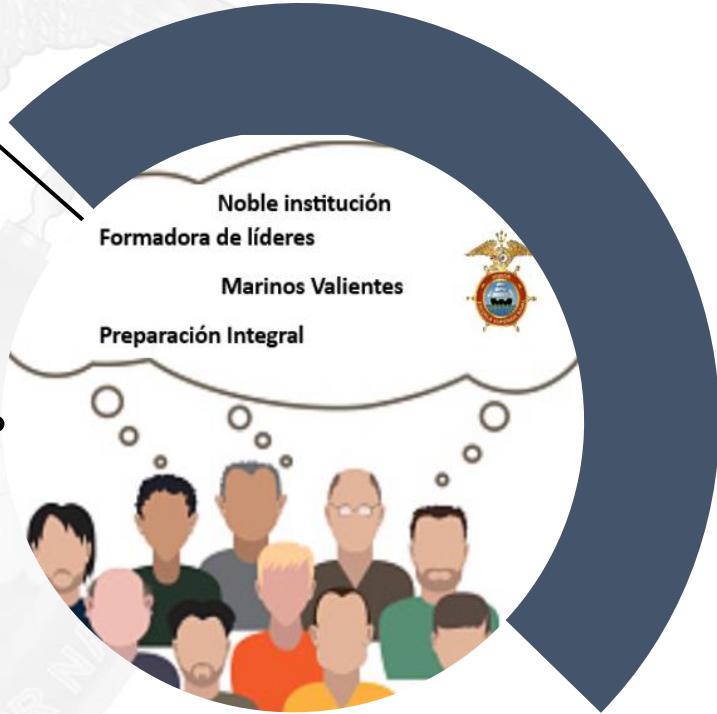 Noble institución
Formadora de líderes
Marinos Valientes
Preparación Integral